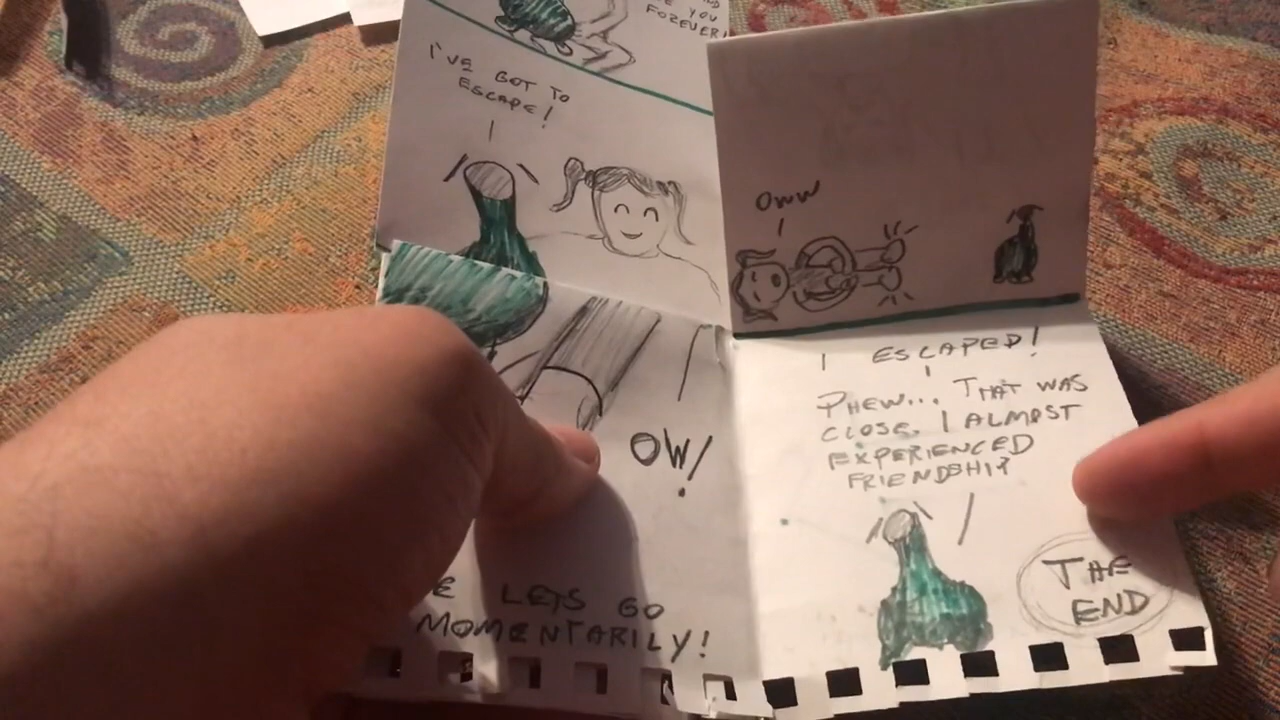 YOU
FOREVER!
I'VE GOT TO
ESCAPE!
OW!
E LETS GO
MOMENTARILY!
OWW
I ESCAPED!
PHEW... THAT WAS
CLOSE. I ALMOST
EXPERIENCED
FRIENDSHIP
THE
END